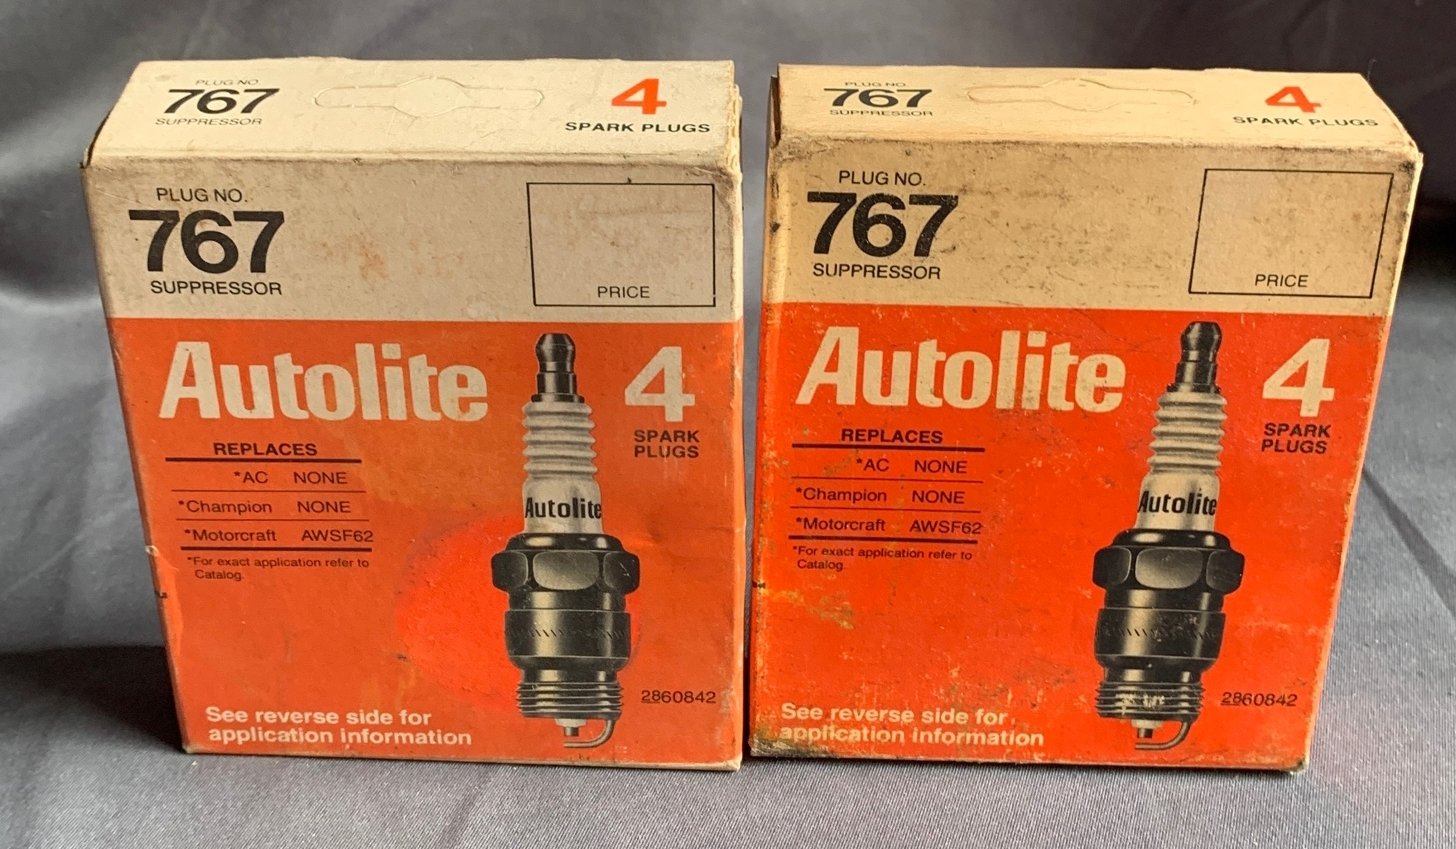 PLUG NO.
767
SUPPRESSOR
4
SPARK PLUGS
PLUG NO.
767
SUPPRESSOR
PRICE
Autolite
4
SPARK
PLUGS
REPLACES
*AC NONE
*Champion NONE
*Motorcraft AWSF62
*For exact application refer to
Catalog.
Autolite
2860842
See reverse side for
application information
PLUG NO.
767
SUPPRESSOR
4
SPARK PLUGS
PLUG NO.
767
SUPPRESSOR
PRICE
Autolite
4
SPARK
PLUGS
REPLACES
*AC NONE
*Champion NONE
*Motorcraft AWSF62
*For exact application refer to
Catalog.
Autolite
2860842
See reverse side for
application information